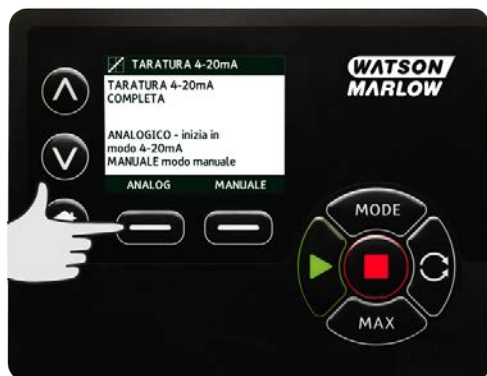 TARATURA 4-20mA
TARATURA 4-20mA
COMPLETA
ANALOGICO - inizia in
modo 4-20mA
MANUALE modo manuale
ANALOG MANUALE
WATSON
MARLOW
MODE
MAX